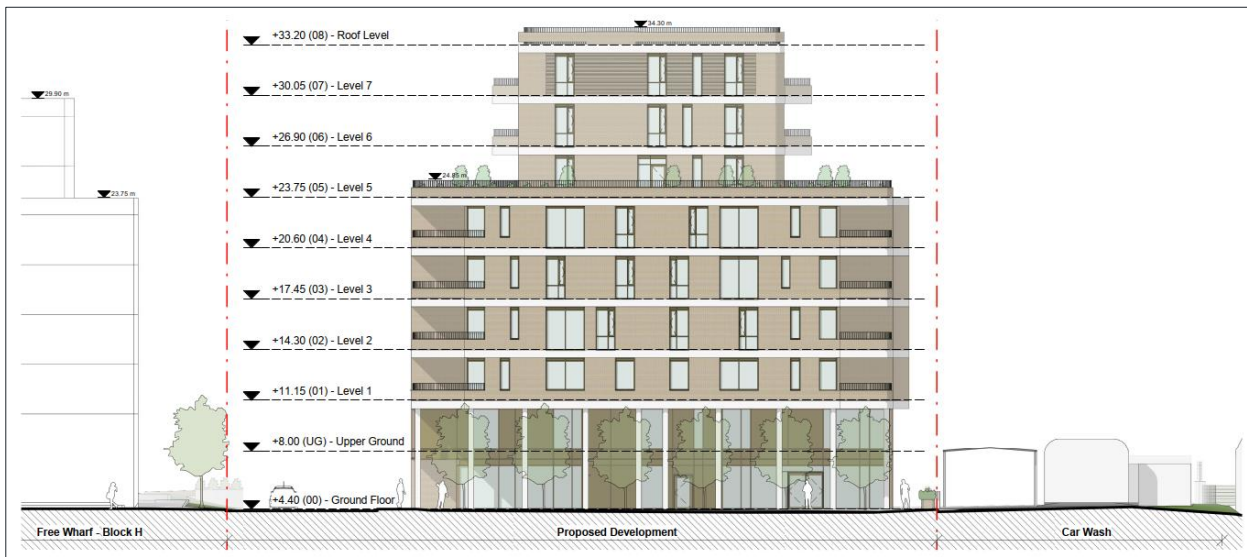 34.30 m
+33.20 (08) - Roof Level
+30.05 (07) - Level 7
29.90 m
+26.90 (06) - Level 6
24.85 m
+23.75 (05) - Level 5
23.75 m
+20.60 (04) - Level 4
+17.45 (03) - Level 3
+14.30 (02) - Level 2
+11.15 (01) - Level 1
+8.00 (UG) - Upper Ground
+4.40 (00) - Ground Floor
Free Wharf - Block H
Proposed Development
Car Wash